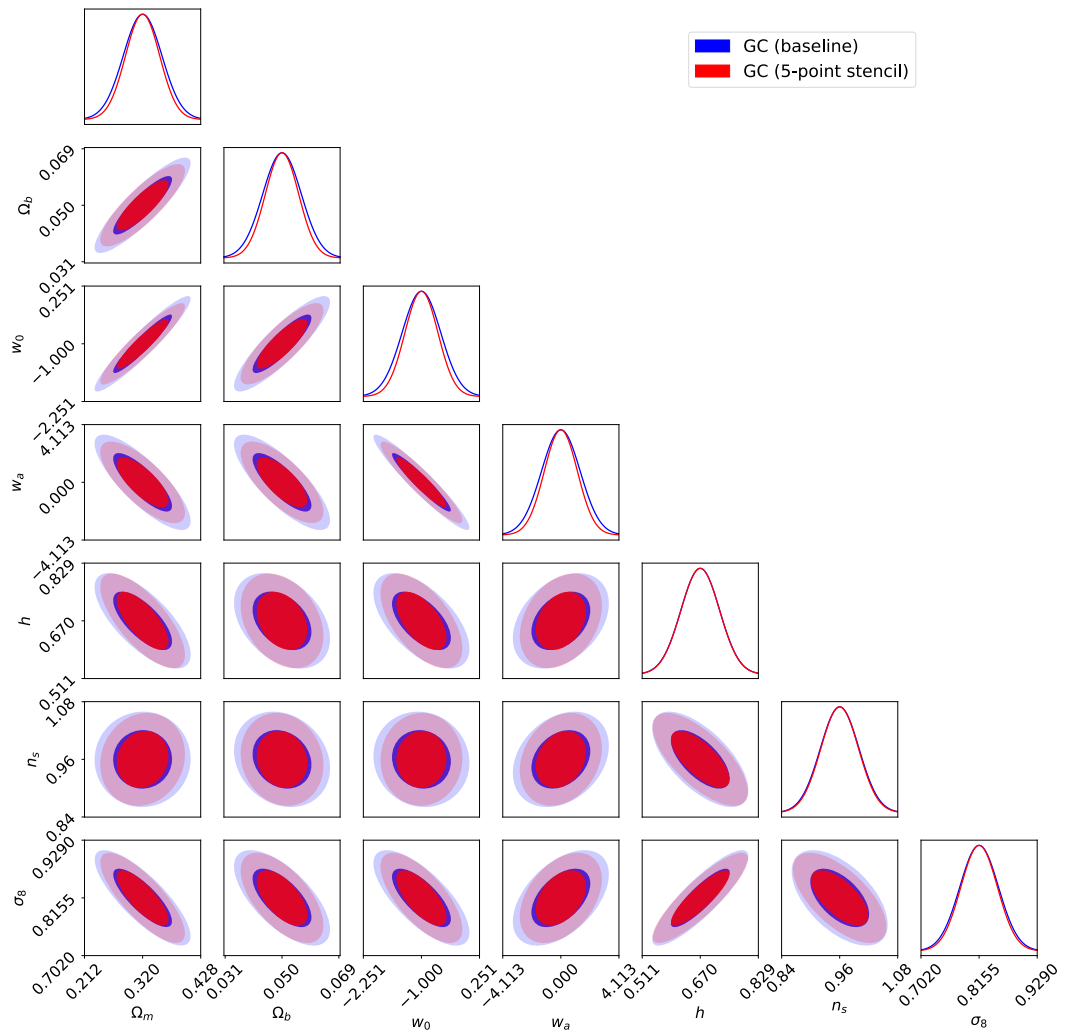 GC (baseline)
GC (5-point stencil)
0.069
0.050
0.031
Ω_b
0.251
−1.000
−2.251
w_0
4.113
0.000
−4.113
w_a
0.829
0.670
0.511
h
1.08
0.96
0.84
n_s
0.9290
0.8155
0.7020
σ_8
0.212 0.320 0.428
0.031 0.050 0.069
−2.251 −1.000 0.251
−4.113 0.000 4.113
0.511 0.670 0.829
0.84 0.96 1.08
0.7020 0.8155 0.9290
Ω_m Ω_b w_0 w_a h n_s σ_8